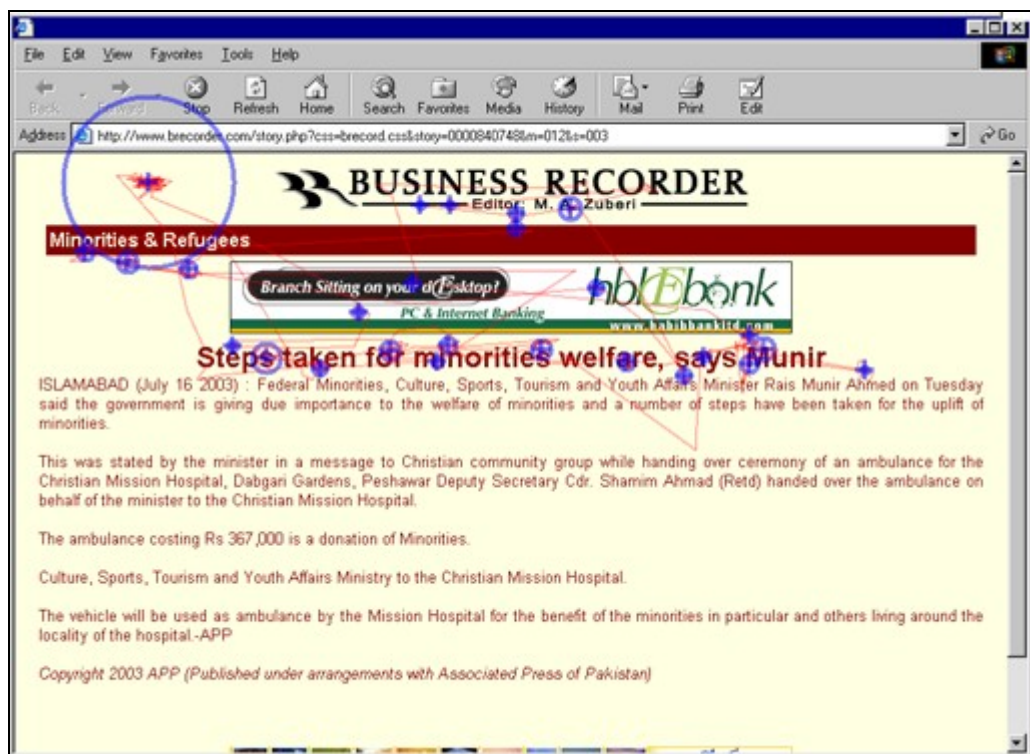 File Edit View Favorites Tools Help
Back Forward Stop Refresh Home Search Favorites Media History Mail Print Edit
Address http://www.brecorder.com/story.php?css=brecord.css&story=0000840748&m=012&s=003 Go
BUSINESS RECORDER
Editor: M. A. Zuberi
Minorities & Refugees
Branch Sitting on your d(E)sktop!
PC & Internet Banking
hblEbank
www.habibbankltd.com
Steps taken for minorities welfare, says Munir
ISLAMABAD (July 16 2003) : Federal Minorities, Culture, Sports, Tourism and Youth Affairs Minister Rais Munir Ahmed on Tuesday
said the government is giving due importance to the welfare of minorities and a number of steps have been taken for the uplift of
minorities.
This was stated by the minister in a message to Christian community group while handing over ceremony of an ambulance for the
Christian Mission Hospital, Dabgari Gardens, Peshawar Deputy Secretary Cdr. Shamim Ahmad (Retd) handed over the ambulance on
behalf of the minister to the Christian Mission Hospital.
The ambulance costing Rs 367,000 is a donation of Minorities.
Culture, Sports, Tourism and Youth Affairs Ministry to the Christian Mission Hospital.
The vehicle will be used as ambulance by the Mission Hospital for the benefit of the minorities in particular and others living around the
locality of the hospital.-APP
Copyright 2003 APP (Published under arrangements with Associated Press of Pakistan)